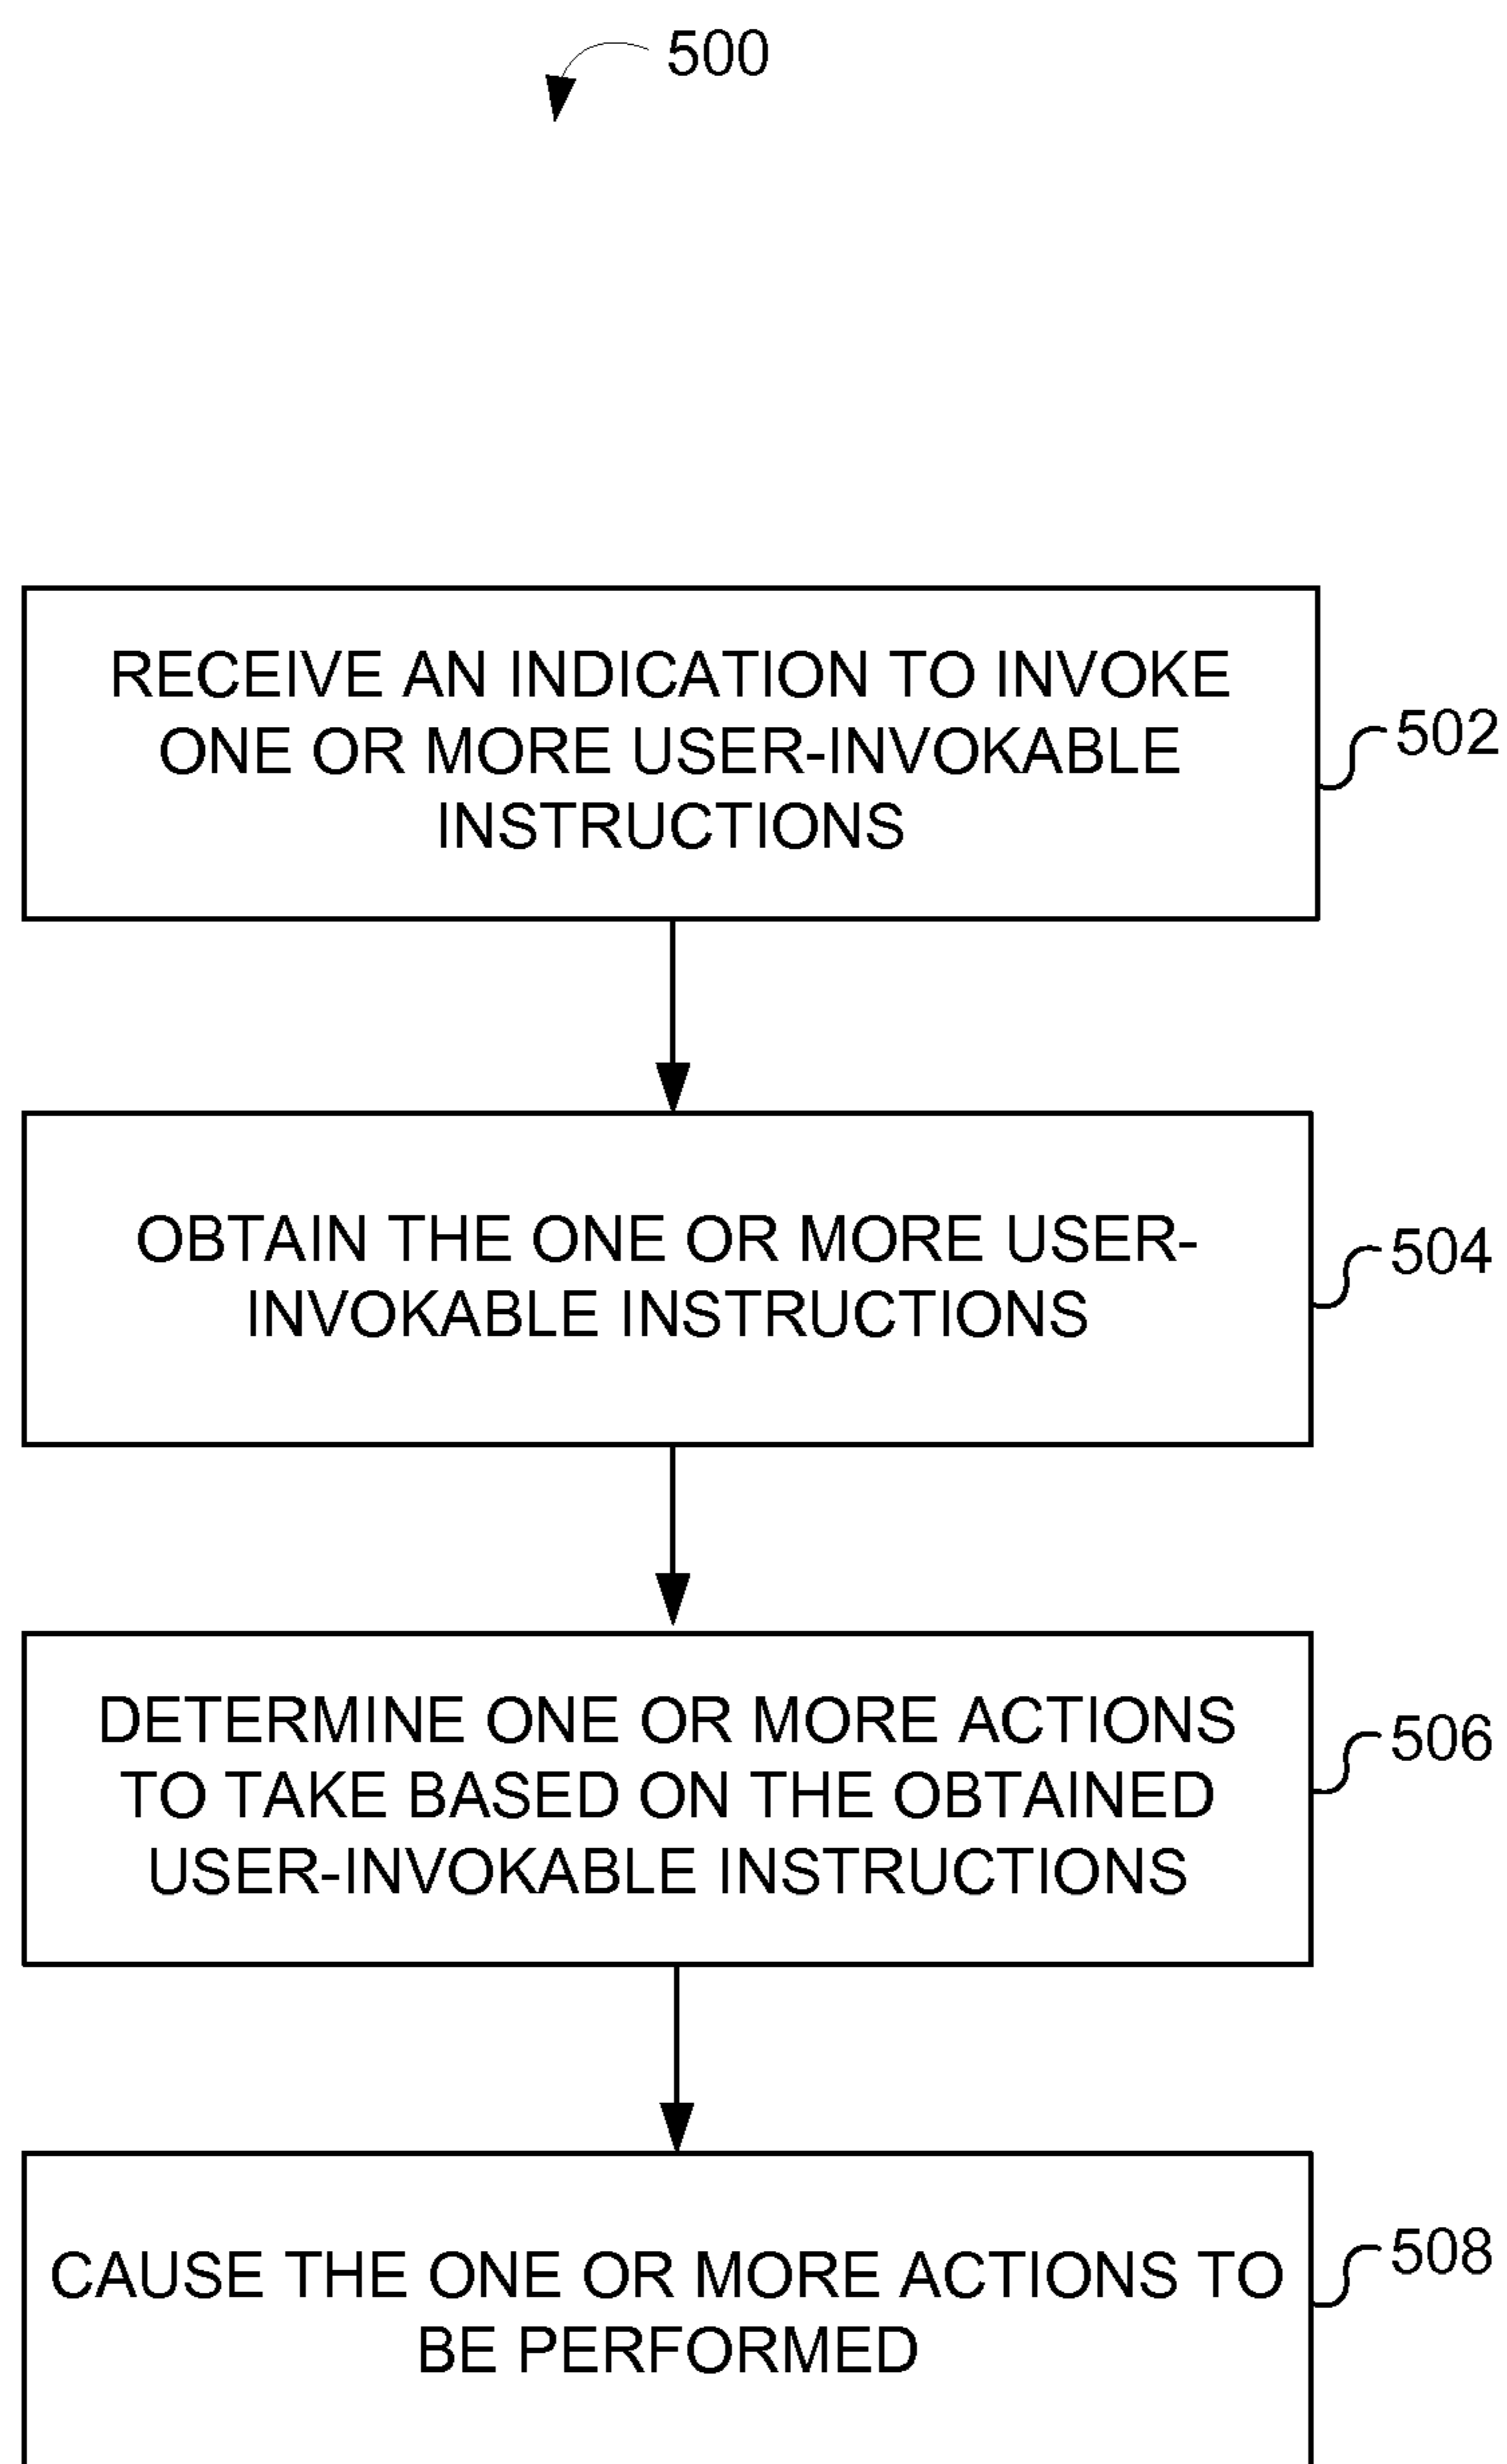 500
RECEIVE AN INDICATION TO INVOKE
ONE OR MORE USER-INVOKABLE
INSTRUCTIONS
502
OBTAIN THE ONE OR MORE USER-
INVOKABLE INSTRUCTIONS
504
DETERMINE ONE OR MORE ACTIONS
TO TAKE BASED ON THE OBTAINED
USER-INVOKABLE INSTRUCTIONS
506
CAUSE THE ONE OR MORE ACTIONS TO
BE PERFORMED
508